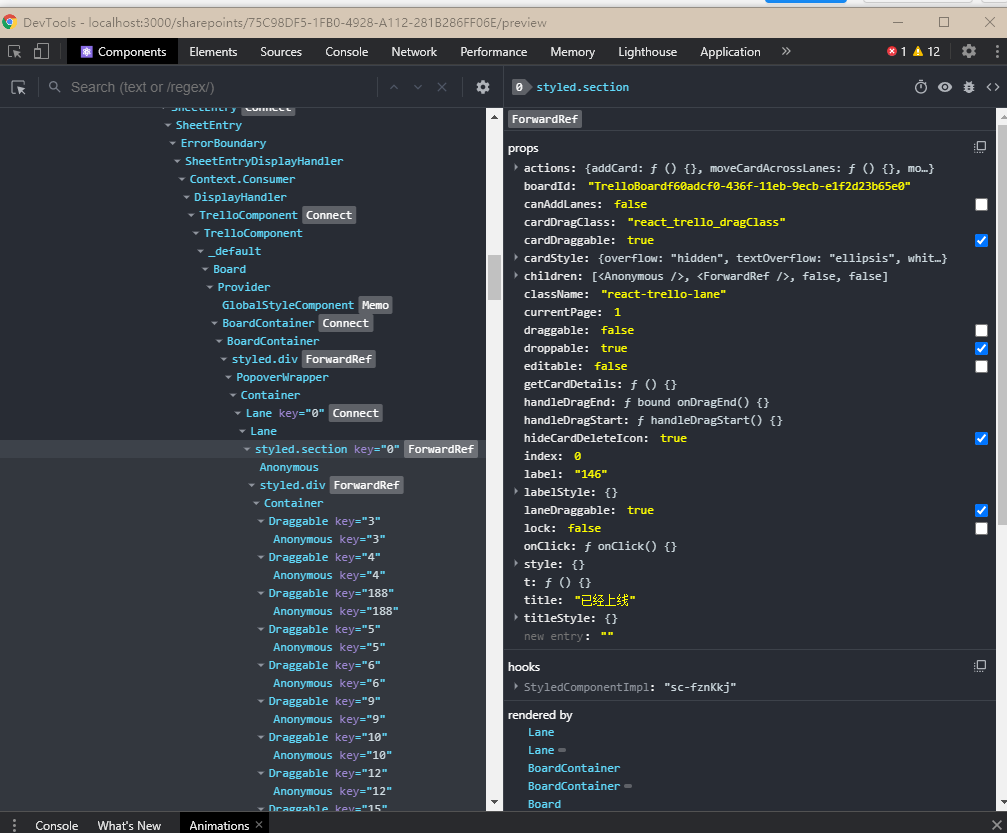 DevTools - localhost:3000/sharepoints/75C98DF5-1FB0-4928-A112-281B286FF06E/preview
Components Elements Sources Console Network Performance Memory Lighthouse Application » 1 12
Search (text or /regex/)
SheetEntry Connect
SheetEntry
ErrorBoundary
SheetEntryDisplayHandler
Context.Consumer
DisplayHandler
TrelloComponent Connect
TrelloComponent
_default
Board
Provider
GlobalStyleComponent Memo
BoardContainer Connect
BoardContainer
styled.div ForwardRef
PopoverWrapper
Container
Lane key="0" Connect
Lane
styled.section key="0" ForwardRef
Anonymous
styled.div ForwardRef
Container
Draggable key="3"
Anonymous key="3"
Draggable key="4"
Anonymous key="4"
Draggable key="188"
Anonymous key="188"
Draggable key="5"
Anonymous key="5"
Draggable key="6"
Anonymous key="6"
Draggable key="9"
Anonymous key="9"
Draggable key="10"
Anonymous key="10"
Draggable key="12"
Anonymous key="12"
Draggable key="15"
0 styled.section
ForwardRef
props
actions: {addCard: ƒ () {}, moveCardAcrossLanes: ƒ () {}, mo…}
boardId: "TrelloBoardf60adcf0-436f-11eb-9ecb-e1f2d23b65e0"
canAddLanes: false
cardDragClass: "react_trello_dragClass"
cardDraggable: true
cardStyle: {overflow: "hidden", textOverflow: "ellipsis", whit…}
children: [<Anonymous />, <ForwardRef />, false, false]
className: "react-trello-lane"
currentPage: 1
draggable: false
droppable: true
editable: false
getCardDetails: ƒ () {}
handleDragEnd: ƒ bound onDragEnd() {}
handleDragStart: ƒ handleDragStart() {}
hideCardDeleteIcon: true
index: 0
label: "146"
labelStyle: {}
laneDraggable: true
lock: false
onClick: ƒ onClick() {}
style: {}
t: ƒ () {}
title: "已经上线"
titleStyle: {}
new entry: ""
hooks
StyledComponentImpl: "sc-fznKkj"
rendered by
Lane
Lane
BoardContainer
BoardContainer
Board
Console What's New Animations ×